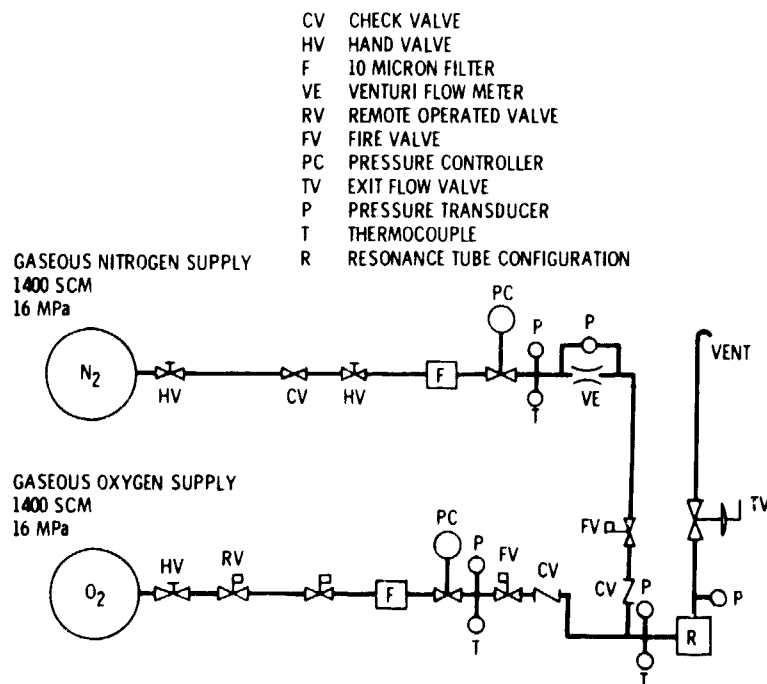 CV CHECK VALVE
HV HAND VALVE
F 10 MICRON FILTER
VE VENTURI FLOW METER
RV REMOTE OPERATED VALVE
FV FIRE VALVE
PC PRESSURE CONTROLLER
TV EXIT FLOW VALVE
P PRESSURE TRANSDUCER
T THERMOCOUPLE
R RESONANCE TUBE CONFIGURATION
GASEOUS NITROGEN SUPPLY
1400 SCM
16 MPa
PC
P
P
VENT
N2
HV
CV
HV
F
T
VE
GASEOUS OXYGEN SUPPLY
1400 SCM
16 MPa
PC
FV
TV
HV
RV
P
FV
CV
O2
F
CV
P
P
T
R
T